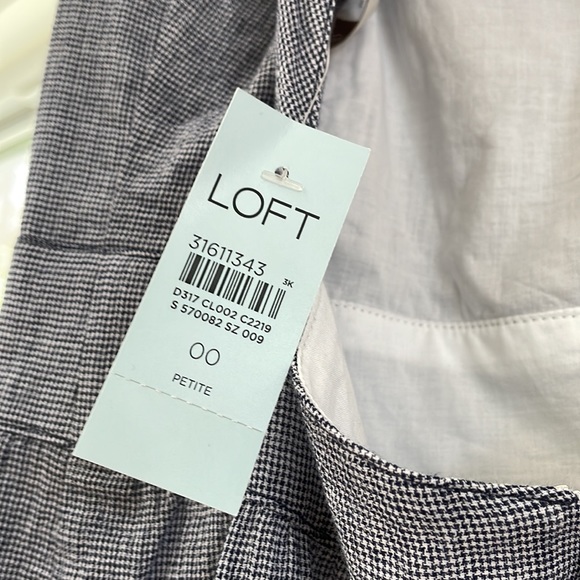 LOFT
31611343
3K
D317 CL002 C2219
S 570082 SZ 009
00
PETITE